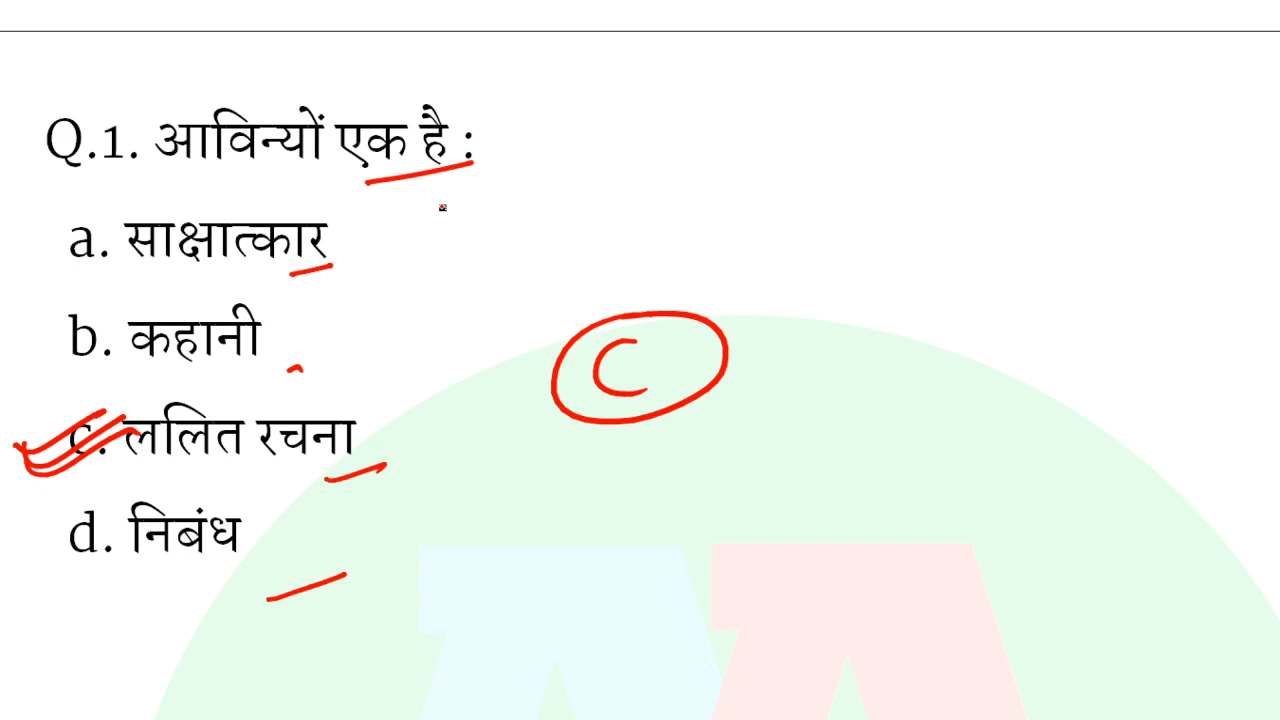 Q.1. आविन्यों एक है :
a. साक्षात्कार
b. कहानी
C
c. ललित रचना
d. निबंध